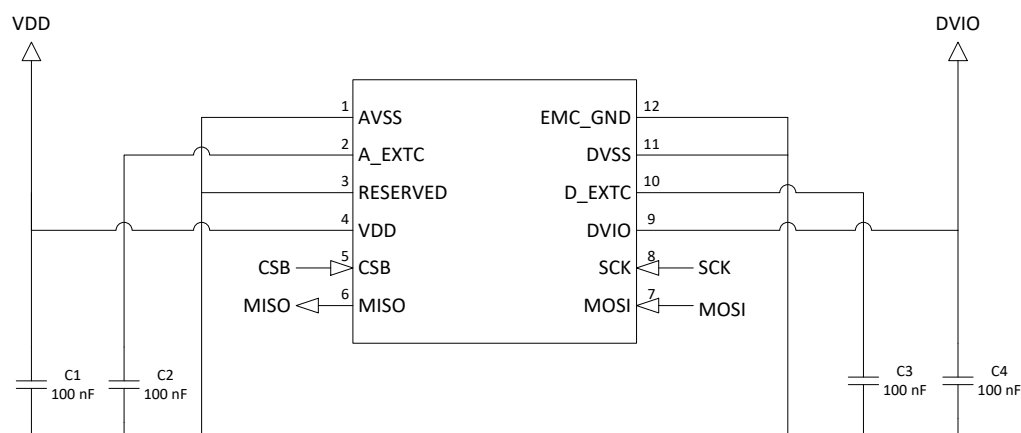 VDD
DVIO
1 AVSS EMC_GND 12
2 A_EXTC DVSS 11
3 RESERVED D_EXTC 10
4 VDD DVIO 9
CSB 5 CSB SCK 8 SCK
MISO 6 MISO MOSI 7 MOSI
C1
100 nF
C2
100 nF
C3
100 nF
C4
100 nF